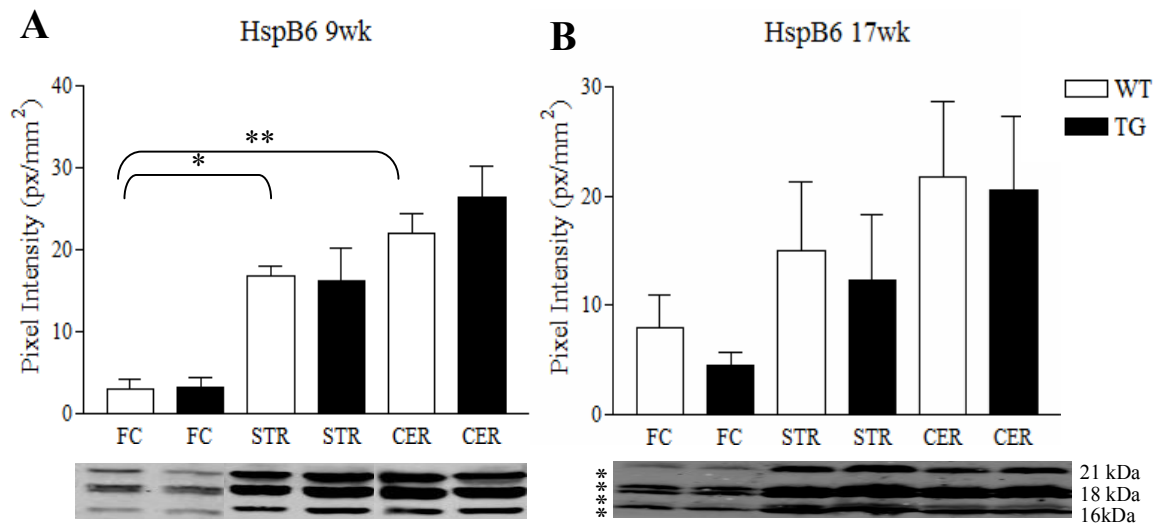 A
HspB6 9wk
Pixel Intensity (px/mm²)
40
30
20
10
0
**
*
FC FC STR STR CER CER
B
HspB6 17wk
Pixel Intensity (px/mm²)
30
20
10
0
FC FC STR STR CER CER
WT
TG
* 21 kDa
*
* 18 kDa
* 16kDa